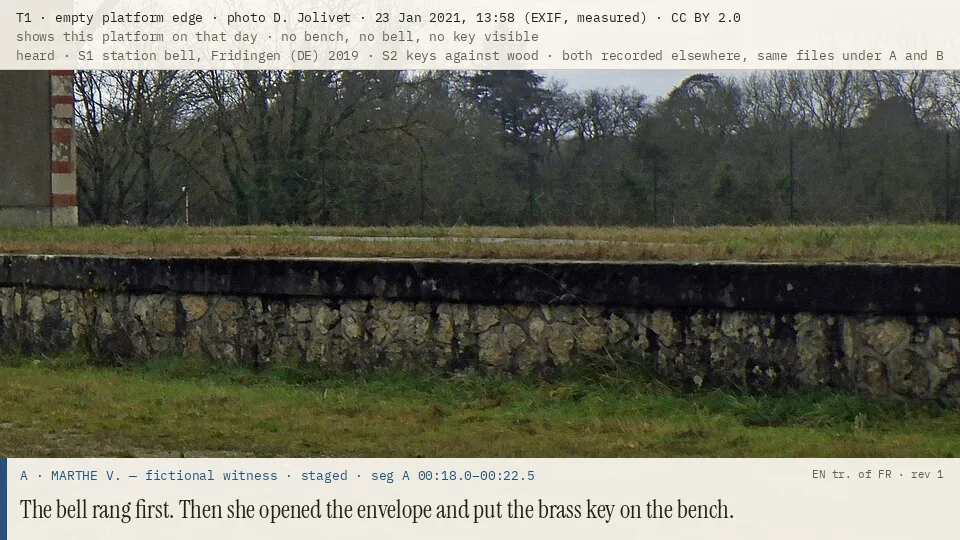 T1 · empty platform edge · photo D. Jolivet · 23 Jan 2021, 13:58 (EXIF, measured) · CC BY 2.0
shows this platform on that day · no bench, no bell, no key visible
heard · S1 station bell, Fridingen (DE) 2019 · S2 keys against wood · both recorded elsewhere, same files under A and B
A · MARTHE V. — fictional witness · staged · seg A 00:18.0–00:22.5
EN tr. of FR · rev 1
The bell rang first. Then she opened the envelope and put the brass key on the bench.